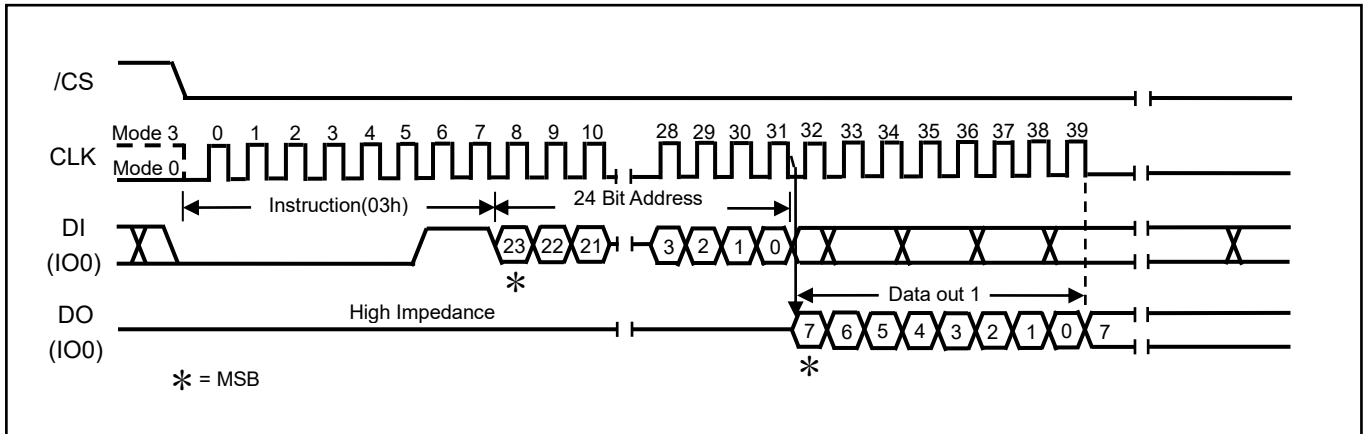 /CS
Mode 3 0 1 2 3 4 5 6 7 8 9 10 28 29 30 31 32 33 34 35 36 37 38 39
CLK
Mode 0
Instruction(03h) 24 Bit Address
DI
(IO0)
23 22 21 3 2 1 0
*
Data out 1
DO
(IO0)
High Impedance
7 6 5 4 3 2 1 0 7
*
* = MSB